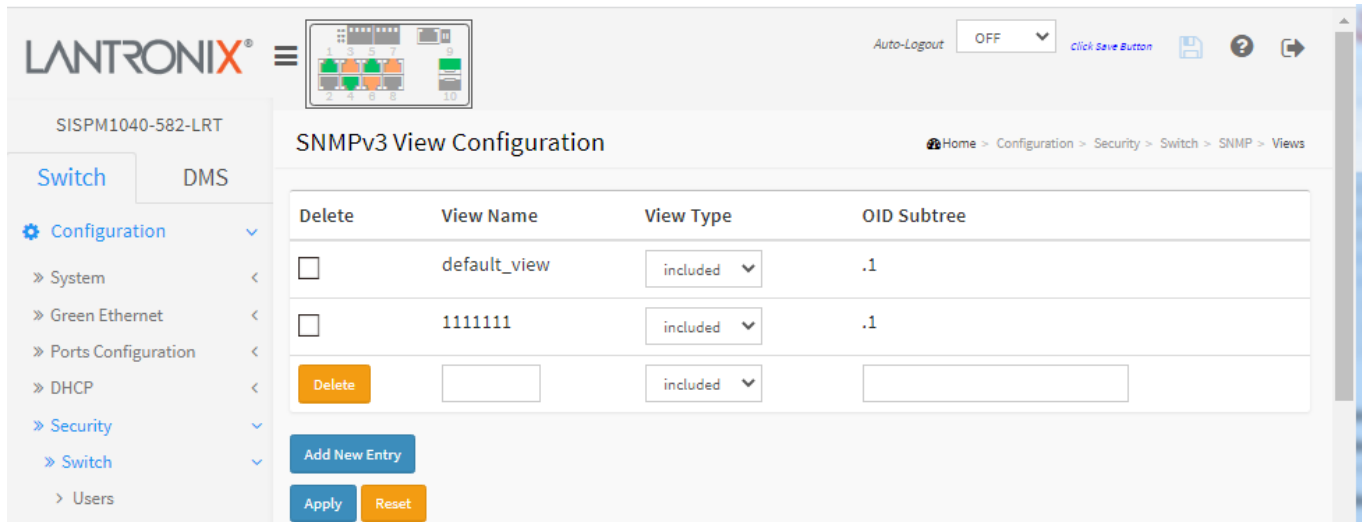 LANTRONIX®
1 3 5 7 9
2 4 6 8 10
Auto-Logout OFF Click Save Button
SISPM1040-582-LRT
Switch DMS
Configuration
» System
» Green Ethernet
» Ports Configuration
» DHCP
» Security
» Switch
> Users
SNMPv3 View Configuration
Home > Configuration > Security > Switch > SNMP > Views
Delete View Name View Type OID Subtree
default_view included .1
1111111 included .1
Delete included
Add New Entry
Apply Reset